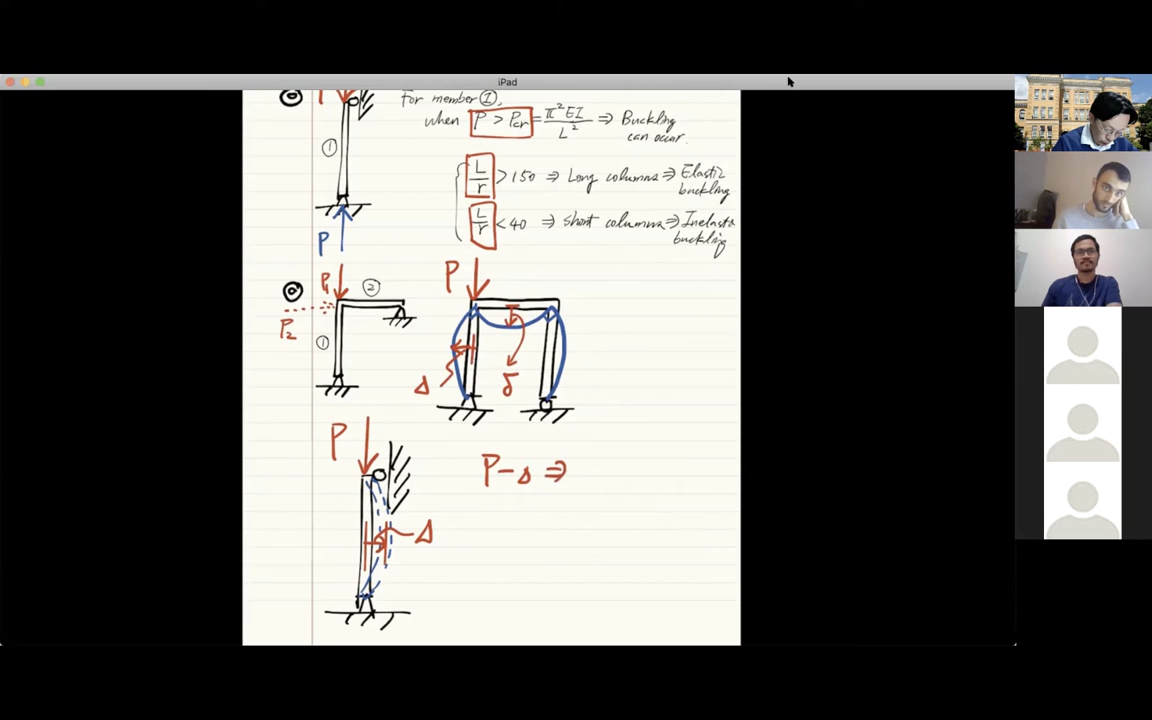 iPad
For member ①,
when P > Pcr = π²EI / L² ⇒ Buckling
can occur.
①
L/r > 150 ⇒ Long columns ⇒ Elastic
buckling
L/r < 40 ⇒ Short columns ⇒ Inelastic
buckling
P
P1
②
P
P2
①
Δ
δ
P
P-Δ ⇒
Δ